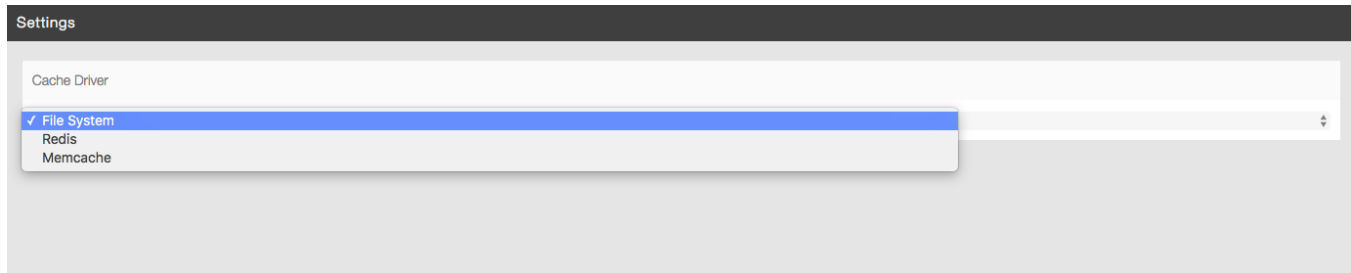 Settings
Cache Driver
✓ File System
Redis
Memcache